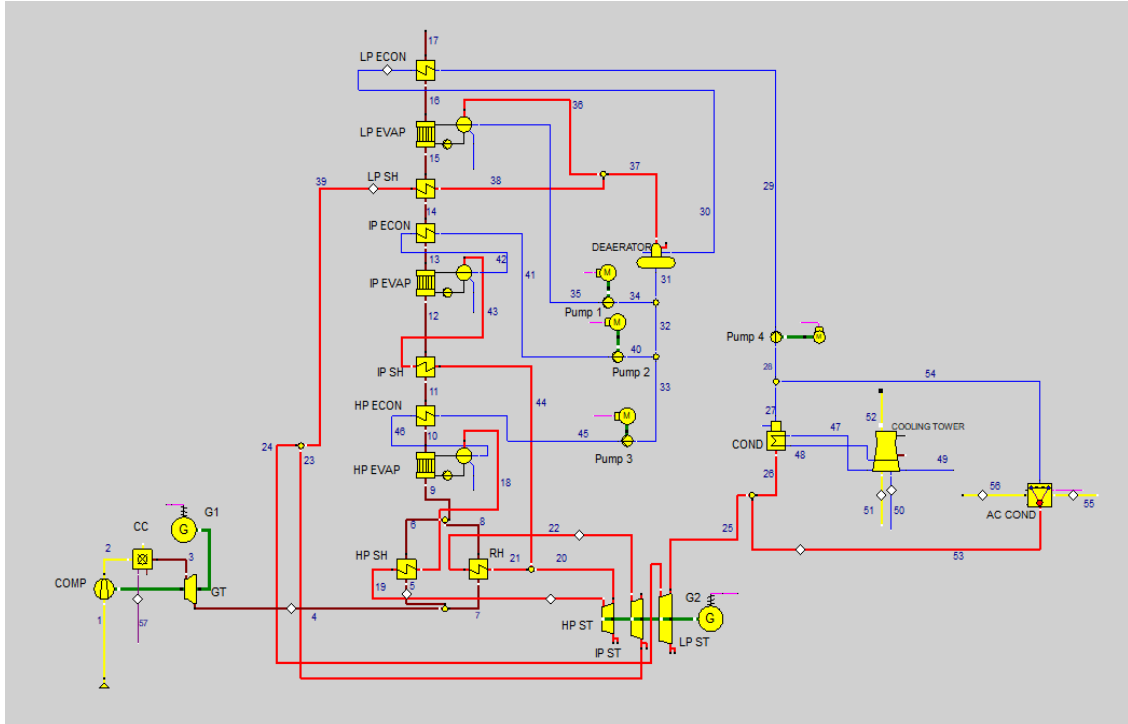 17
LP ECON
16
36
LP EVAP
15
37
39
LP SH
38
29
14
30
IP ECON
DEAERATOR
13
42
41
M
31
IP EVAP
35
34
43
Pump 1
12
M
32
Pump 4
M
40
Pump 2
28
IP SH
54
33
11
44
M
27
52
HP ECON
COOLING TOWER
46
10
45
47
24
23
COND
48
49
Pump 3
HP EVAP
26
18
9
56
55
G1
51
50
AC COND
CC
6
8
22
25
G
2
3
HP SH
RH
21
20
53
COMP
GT
19
5
G2
4
7
HP ST
G
1
57
IP ST
LP ST